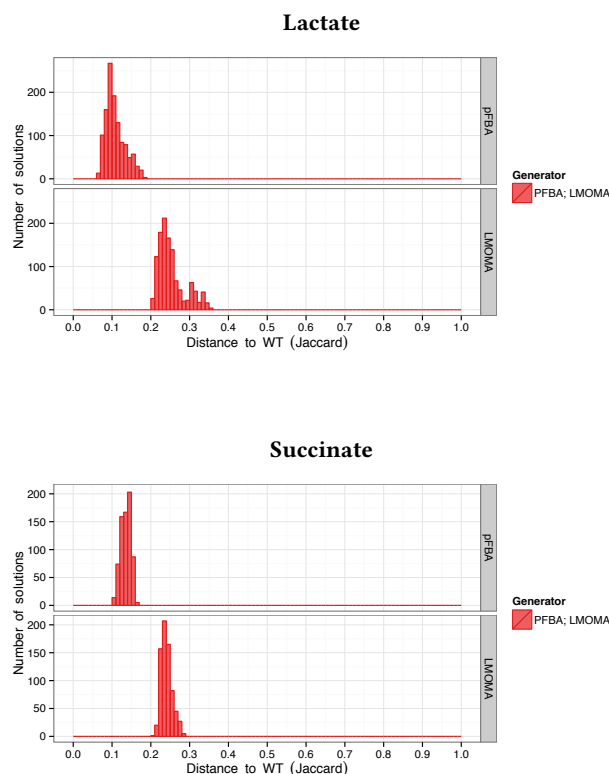 Lactate
200
100
0
pFBA
Number of solutions
200
100
0
LMOMA
0.0 0.1 0.2 0.3 0.4 0.5 0.6 0.7 0.8 0.9 1.0
Distance to WT (Jaccard)
Generator
PFBA; LMOMA
Succinate
200
150
100
50
0
pFBA
Number of solutions
200
150
100
50
0
LMOMA
0.0 0.1 0.2 0.3 0.4 0.5 0.6 0.7 0.8 0.9 1.0
Distance to WT (Jaccard)
Generator
PFBA; LMOMA